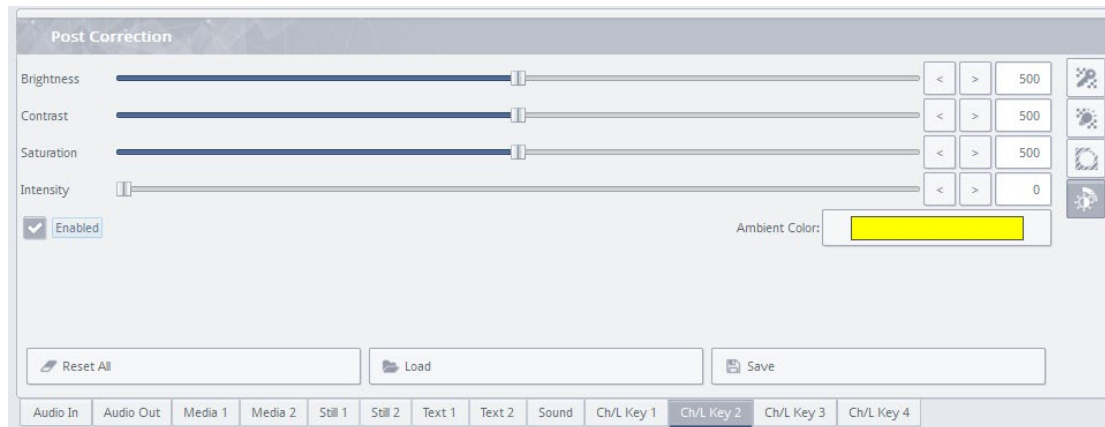 Post Correction
Brightness < > 500
Contrast < > 500
Saturation < > 500
Intensity < > 0
Enabled Ambient Color:
Reset All Load Save
Audio In Audio Out Media 1 Media 2 Still 1 Still 2 Text 1 Text 2 Sound Ch/L Key 1 Ch/L Key 2 Ch/L Key 3 Ch/L Key 4